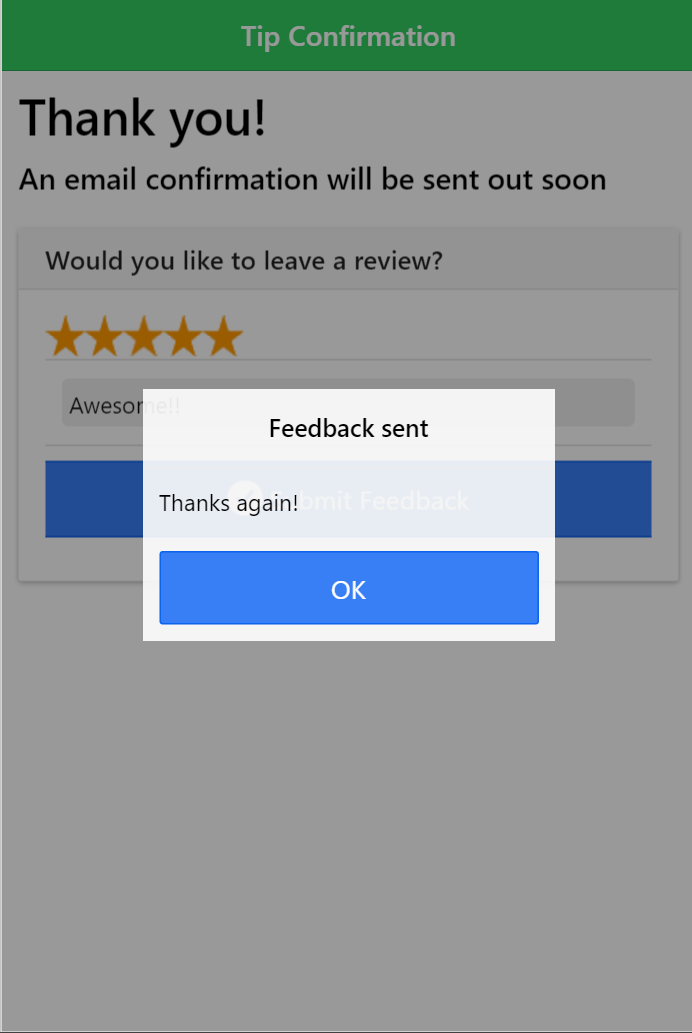 Tip Confirmation
Thank you!
An email confirmation will be sent out soon
Would you like to leave a review?
Awesome!!
Feedback sent
Submit Feedback
Thanks again!
OK